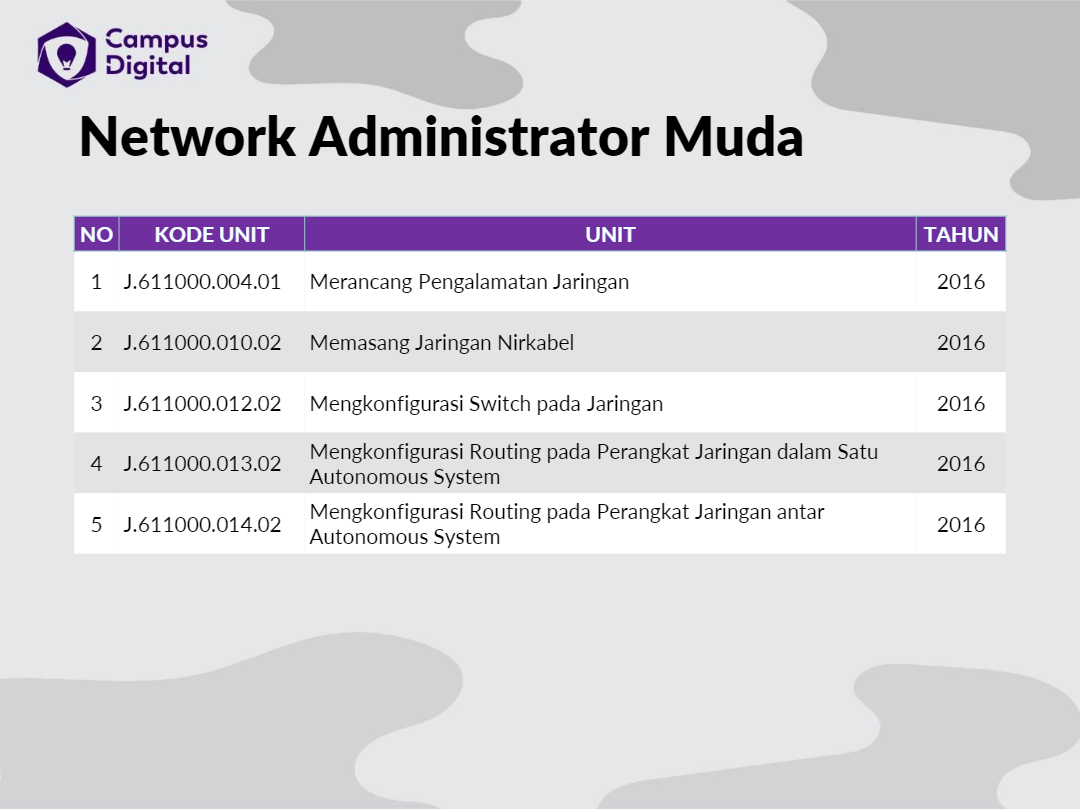 Campus
Digital
Network Administrator Muda
NO KODE UNIT UNIT TAHUN
1 J.611000.004.01 Merancang Pengalamatan Jaringan 2016
2 J.611000.010.02 Memasang Jaringan Nirkabel 2016
3 J.611000.012.02 Mengkonfigurasi Switch pada Jaringan 2016
4 J.611000.013.02 Mengkonfigurasi Routing pada Perangkat Jaringan dalam Satu
Autonomous System 2016
5 J.611000.014.02 Mengkonfigurasi Routing pada Perangkat Jaringan antar
Autonomous System 2016